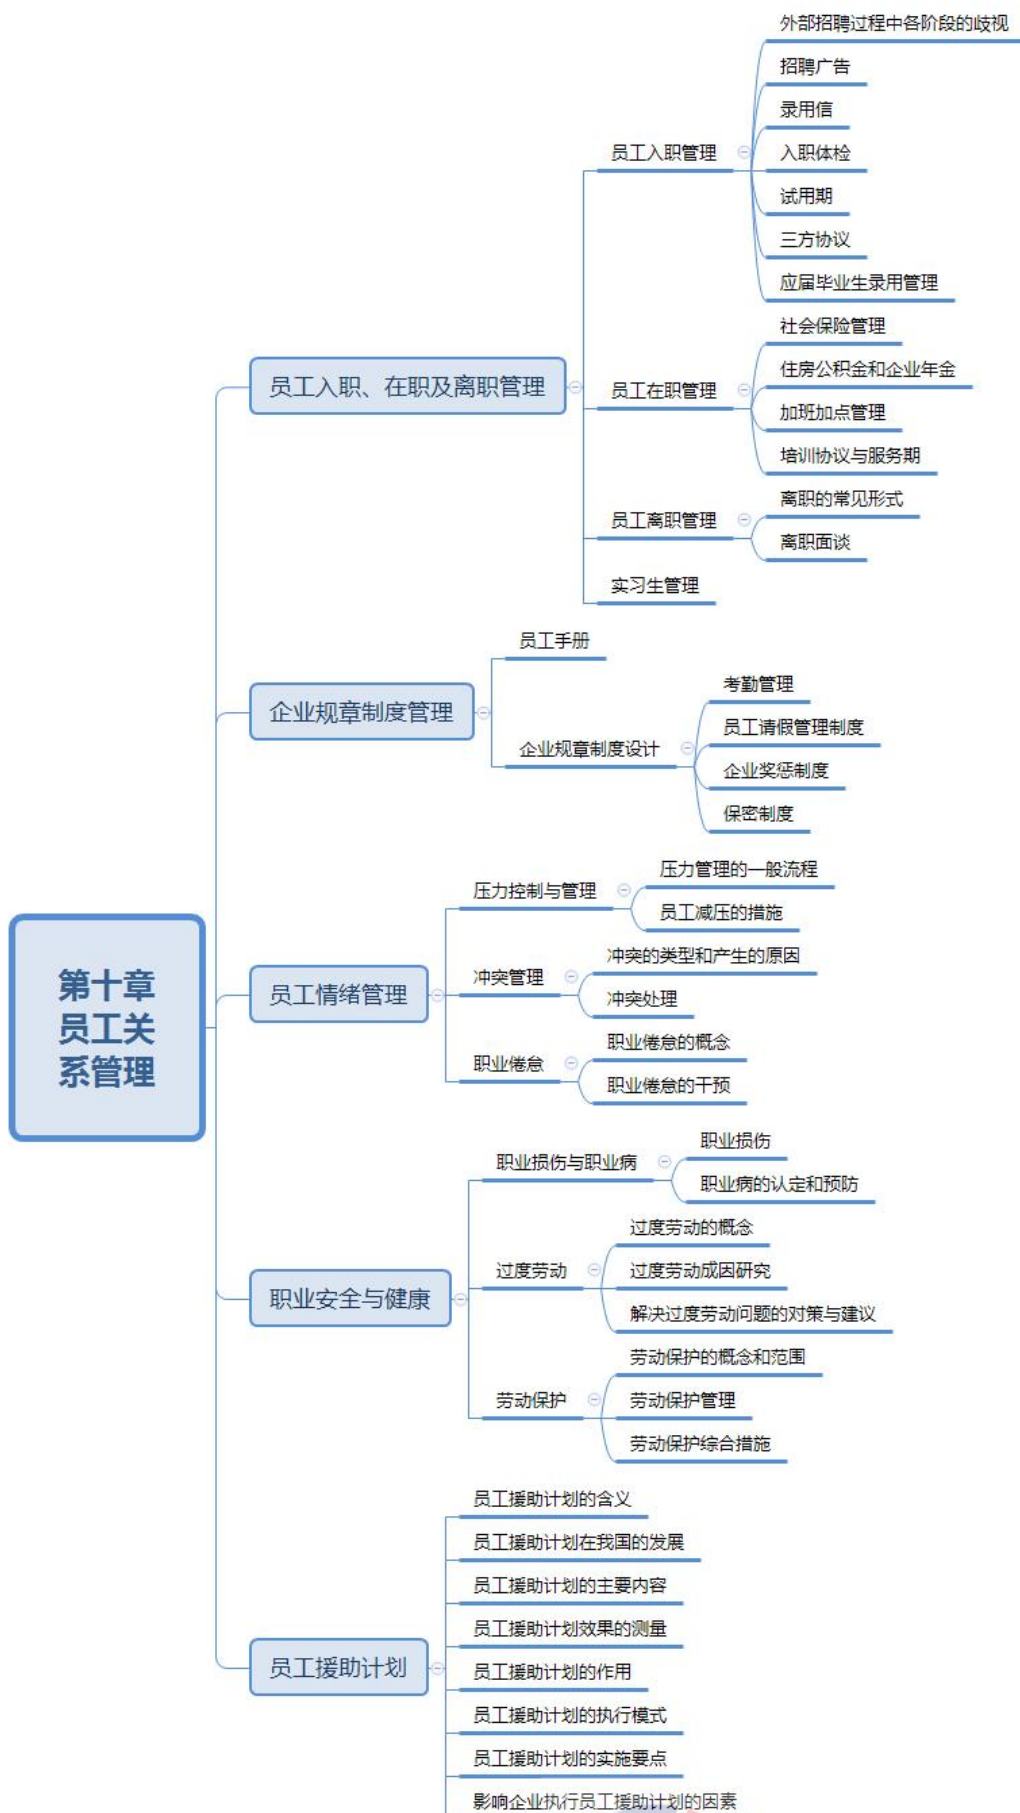 第十章
员工关
系管理
员工入职、在职及离职管理
员工入职管理
外部招聘过程中各阶段的歧视
招聘广告
录用信
入职体检
试用期
三方协议
应届毕业生录用管理
员工在职管理
社会保险管理
住房公积金和企业年金
加班加点管理
培训协议与服务期
员工离职管理
离职的常见形式
离职面谈
实习生管理
企业规章制度管理
员工手册
企业规章制度设计
考勤管理
员工请假管理制度
企业奖惩制度
保密制度
员工情绪管理
压力控制与管理
压力管理的一般流程
员工减压的措施
冲突管理
冲突的类型和产生的原因
冲突处理
职业倦怠
职业倦怠的概念
职业倦怠的干预
职业安全与健康
职业损伤与职业病
职业损伤
职业病的认定和预防
过度劳动
过度劳动的概念
过度劳动成因研究
解决过度劳动问题的对策与建议
劳动保护
劳动保护的概念和范围
劳动保护管理
劳动保护综合措施
员工援助计划
员工援助计划的含义
员工援助计划在我国的发展
员工援助计划的主要内容
员工援助计划效果的测量
员工援助计划的作用
员工援助计划的执行模式
员工援助计划的实施要点
影响企业执行员工援助计划的因素